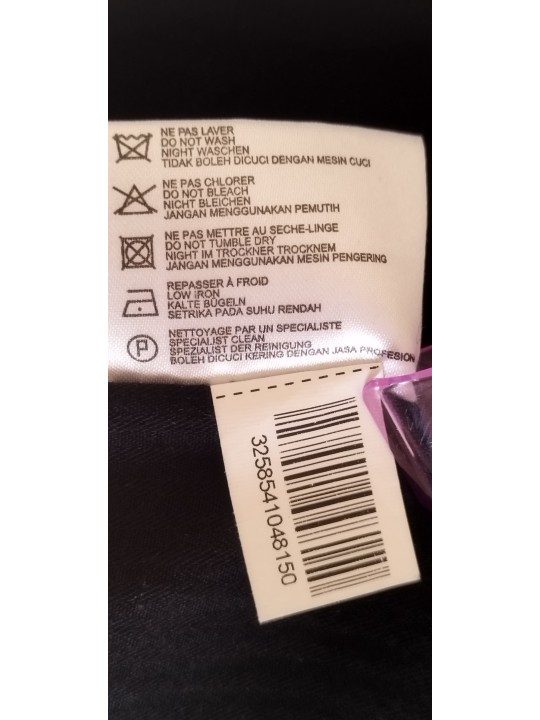 NE PAS LAVER
DO NOT WASH
NIGHT WASCHEN
TIDAK BOLEH DICUCI DENGAN MESIN CUCI
NE PAS CHLORER
DO NOT BLEACH
NICHT BLEICHEN
JANGAN MENGGUNAKAN PEMUTIH
NE PAS METTRE AU SECHE-LINGE
DO NOT TUMBLE DRY
NIGHT IM TROCKNER TROCKNEM
JANGAN MENGGUNAKAN MESIN PENGERING
REPASSER À FROID
LOW IRON
KALTE BÜGELN
SETRIKA PADA SUHU RENDAH
P
NETTOYAGE PAR UN SPECIALISTE
SPECIALIST CLEAN
SPEZIALIST DER REINIGUNG
BOLEH DICUCI KERING DENGAN JASA PROFESION
3258541048150